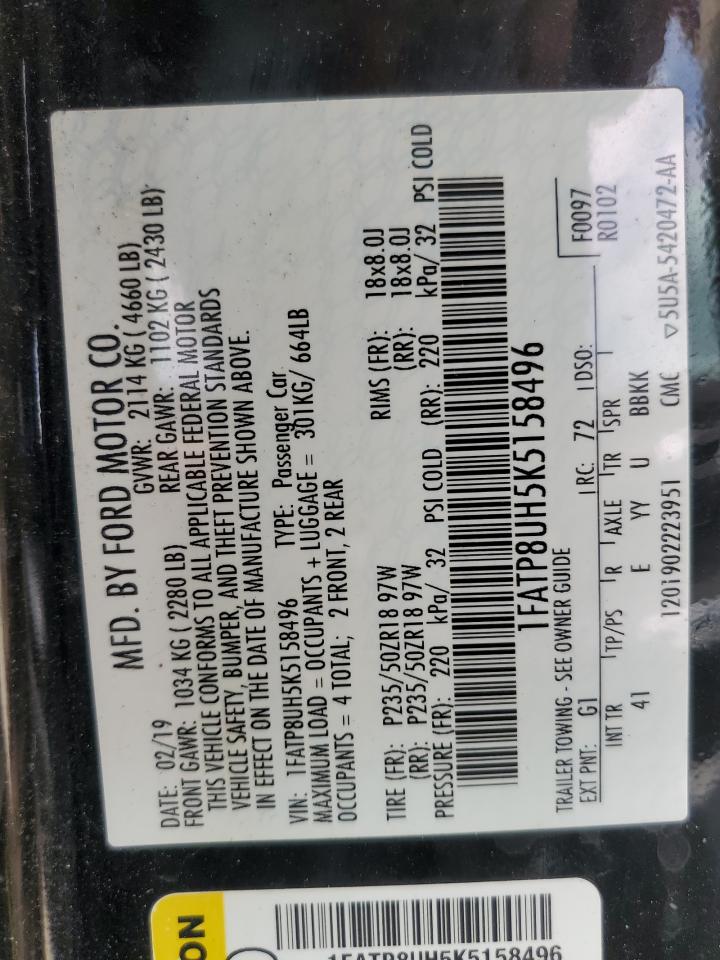 MFD. BY FORD MOTOR CO.
DATE: 02/19 GVWR: 2114 KG ( 4660 LB)
FRONT GAWR: 1034 KG ( 2280 LB) REAR GAWR: 1102 KG ( 2430 LB)
THIS VEHICLE CONFORMS TO ALL APPLICABLE FEDERAL MOTOR
VEHICLE SAFETY, BUMPER, AND THEFT PREVENTION STANDARDS
IN EFFECT ON THE DATE OF MANUFACTURE SHOWN ABOVE.
VIN: 1FATP8UH5K5158496 TYPE: Passenger Car
MAXIMUM LOAD = OCCUPANTS + LUGGAGE = 301KG/ 664LB
OCCUPANTS = 4 TOTAL; 2 FRONT, 2 REAR
TIRE (FR): P235/50ZR18 97W RIMS (FR): 18x8.0J
(RR): P235/50ZR18 97W (RR): 18x8.0J
PRESSURE (FR): 220 kPa/ 32 PSI COLD (RR): 220 kPa/ 32 PSI COLD
1FATP8UH5K5158496
TRAILER TOWING - SEE OWNER GUIDE
F0097
EXT PNT: G1 RC: 72 DSO: R0102
INT TR TP/PS R AXLE TR SPR
41 E YY U BBKK
1201902223951 CMC ▽5U5A-5420472-AA
ON
1FATP8UH5K5158496